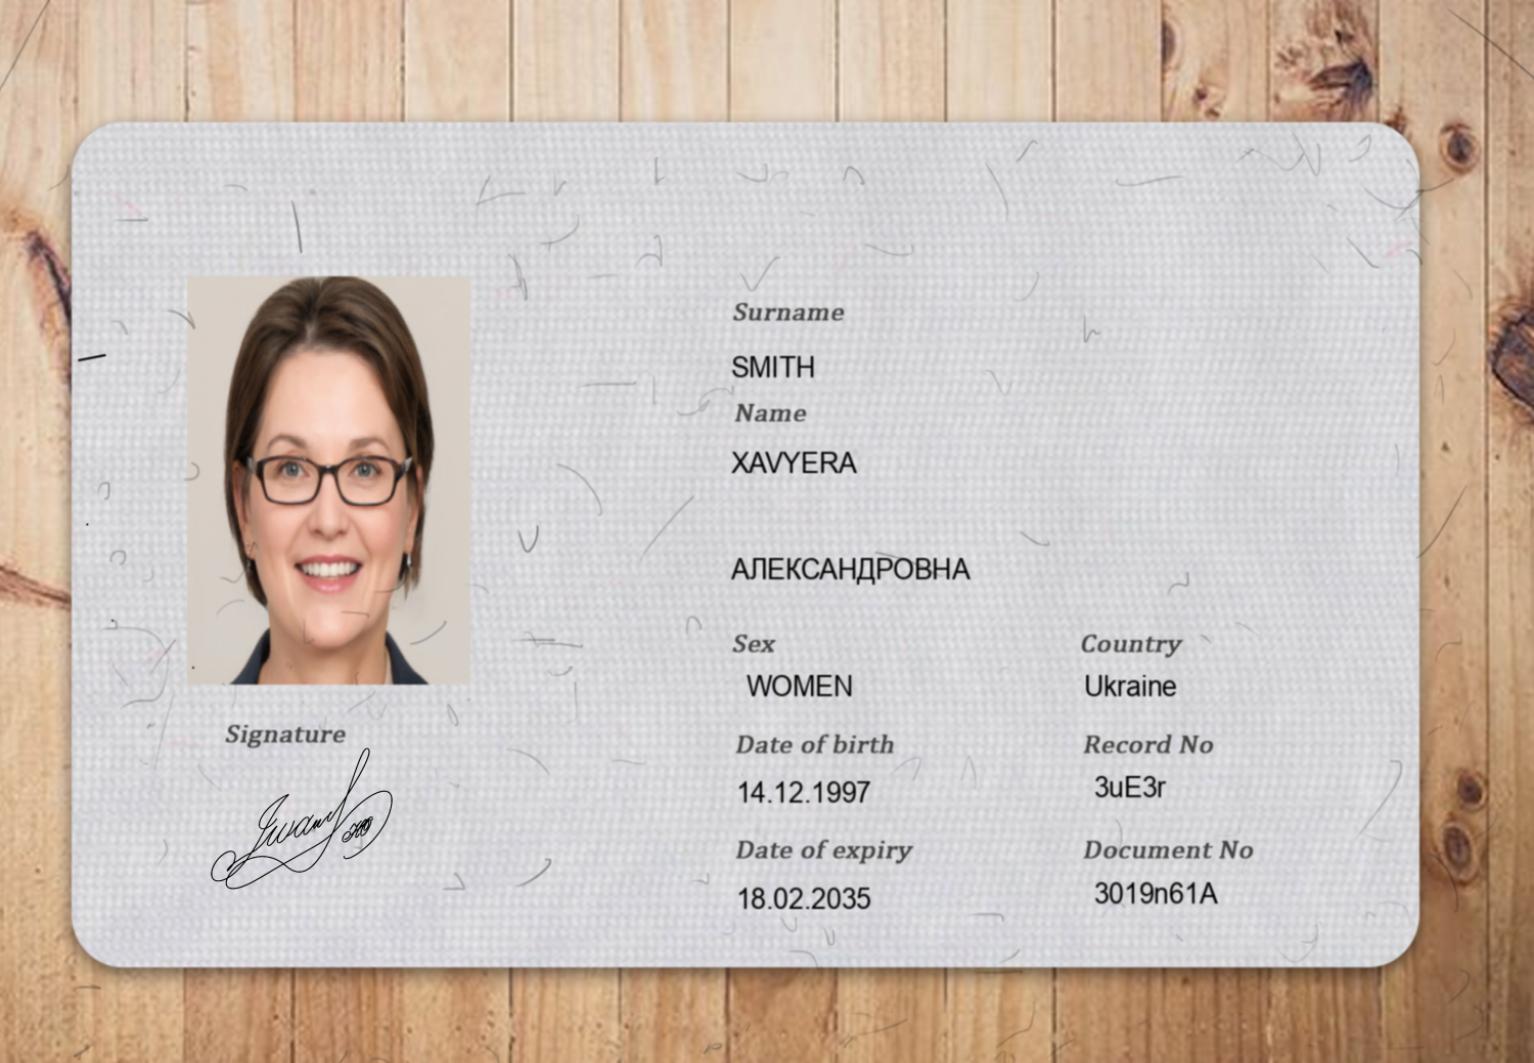 Surname
SMITH
Name
XAVYERA
АЛЕКСАНДРОВНА
Sex Country
WOMEN Ukraine
Date of birth Record No
14.12.1997 3uE3r
Date of expiry Document No
18.02.2035 3019n61A
Signature